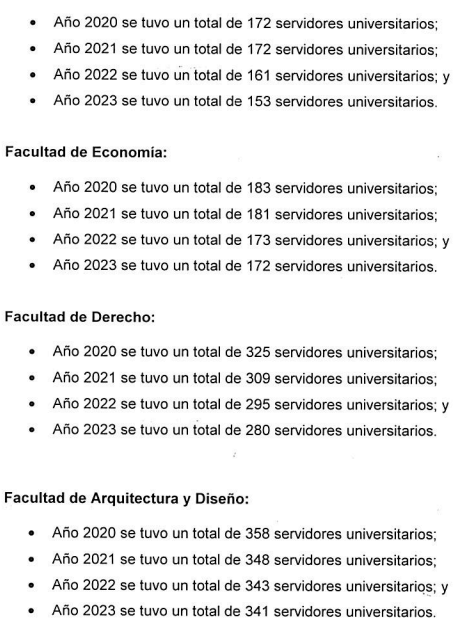 • Año 2020 se tuvo un total de 172 servidores universitarios;
• Año 2021 se tuvo un total de 172 servidores universitarios;
• Año 2022 se tuvo un total de 161 servidores universitarios; y
• Año 2023 se tuvo un total de 153 servidores universitarios.
Facultad de Economía:
• Año 2020 se tuvo un total de 183 servidores universitarios;
• Año 2021 se tuvo un total de 181 servidores universitarios;
• Año 2022 se tuvo un total de 173 servidores universitarios; y
• Año 2023 se tuvo un total de 172 servidores universitarios.
Facultad de Derecho:
• Año 2020 se tuvo un total de 325 servidores universitarios;
• Año 2021 se tuvo un total de 309 servidores universitarios;
• Año 2022 se tuvo un total de 295 servidores universitarios; y
• Año 2023 se tuvo un total de 280 servidores universitarios.
Facultad de Arquitectura y Diseño:
• Año 2020 se tuvo un total de 358 servidores universitarios;
• Año 2021 se tuvo un total de 348 servidores universitarios;
• Año 2022 se tuvo un total de 343 servidores universitarios; y
• Año 2023 se tuvo un total de 341 servidores universitarios.